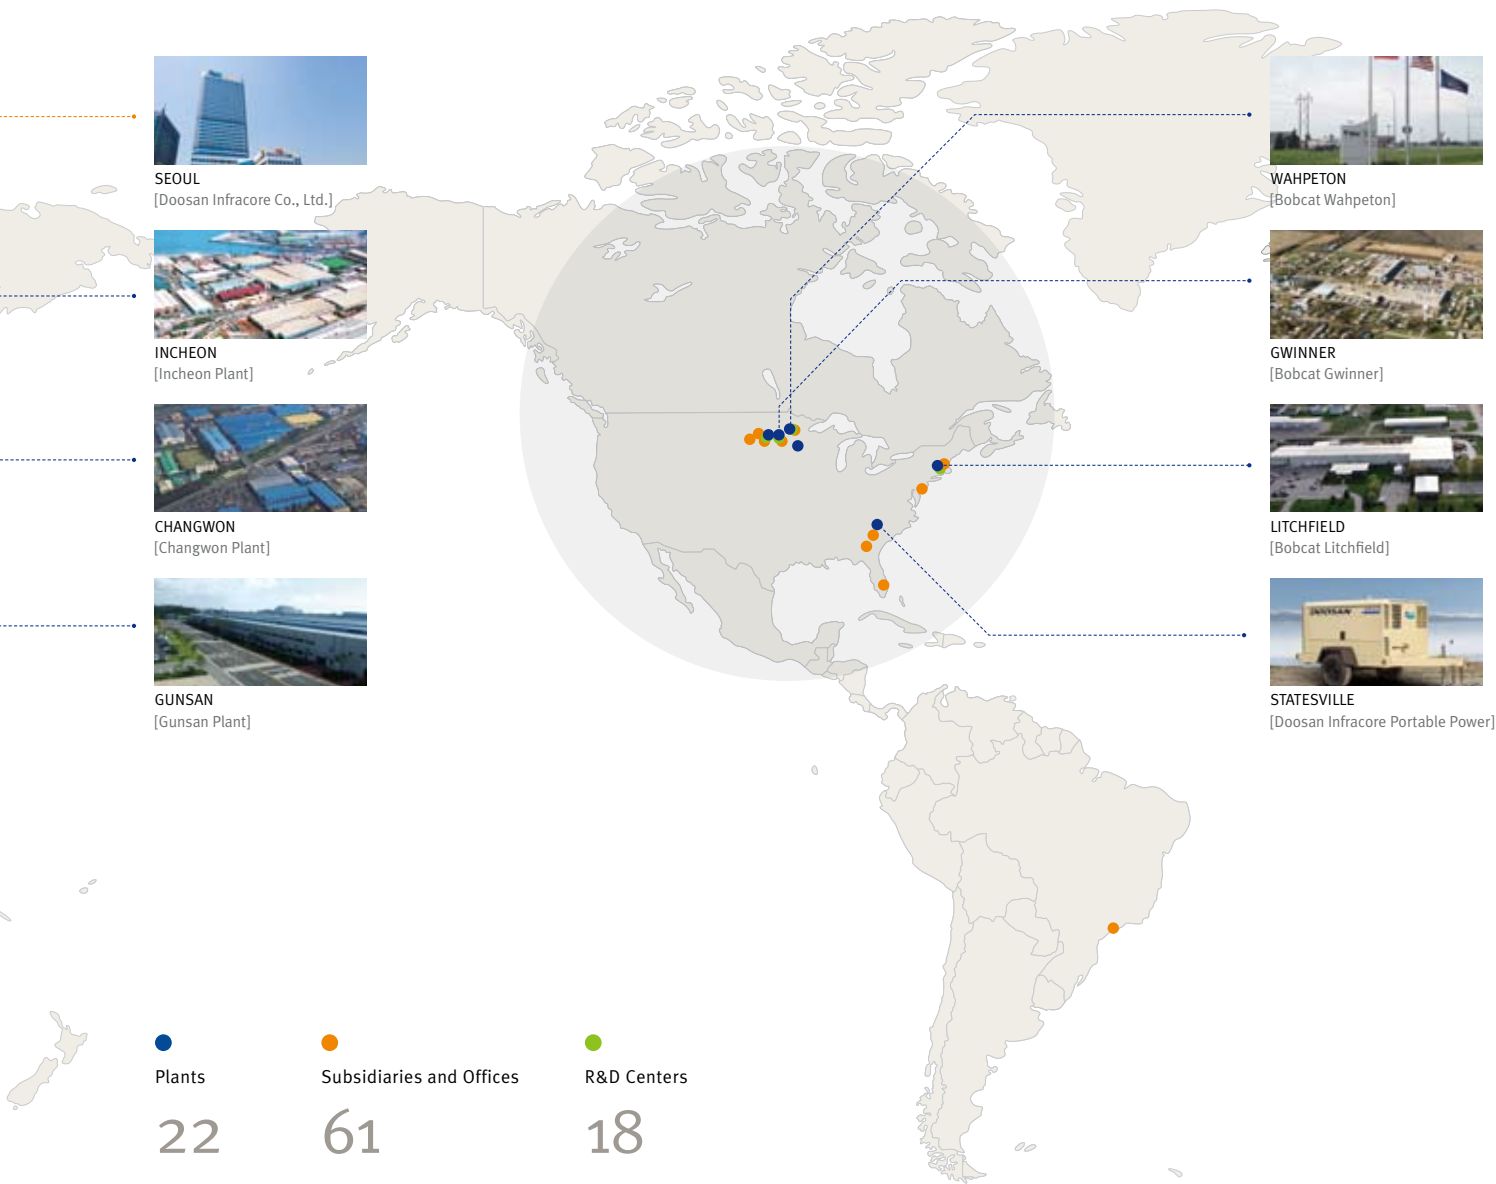 SEOUL
[Doosan Infracore Co., Ltd.]
INCHEON
[Incheon Plant]
CHANGWON
[Changwon Plant]
GUNSAN
[Gunsan Plant]
WAHPETON
[Bobcat Wahpeton]
GWINNER
[Bobcat Gwinner]
LITCHFIELD
[Bobcat Litchfield]
DOOSAN
STATESVILLE
[Doosan Infracore Portable Power]
Plants
22
Subsidiaries and Offices
61
R&D Centers
18